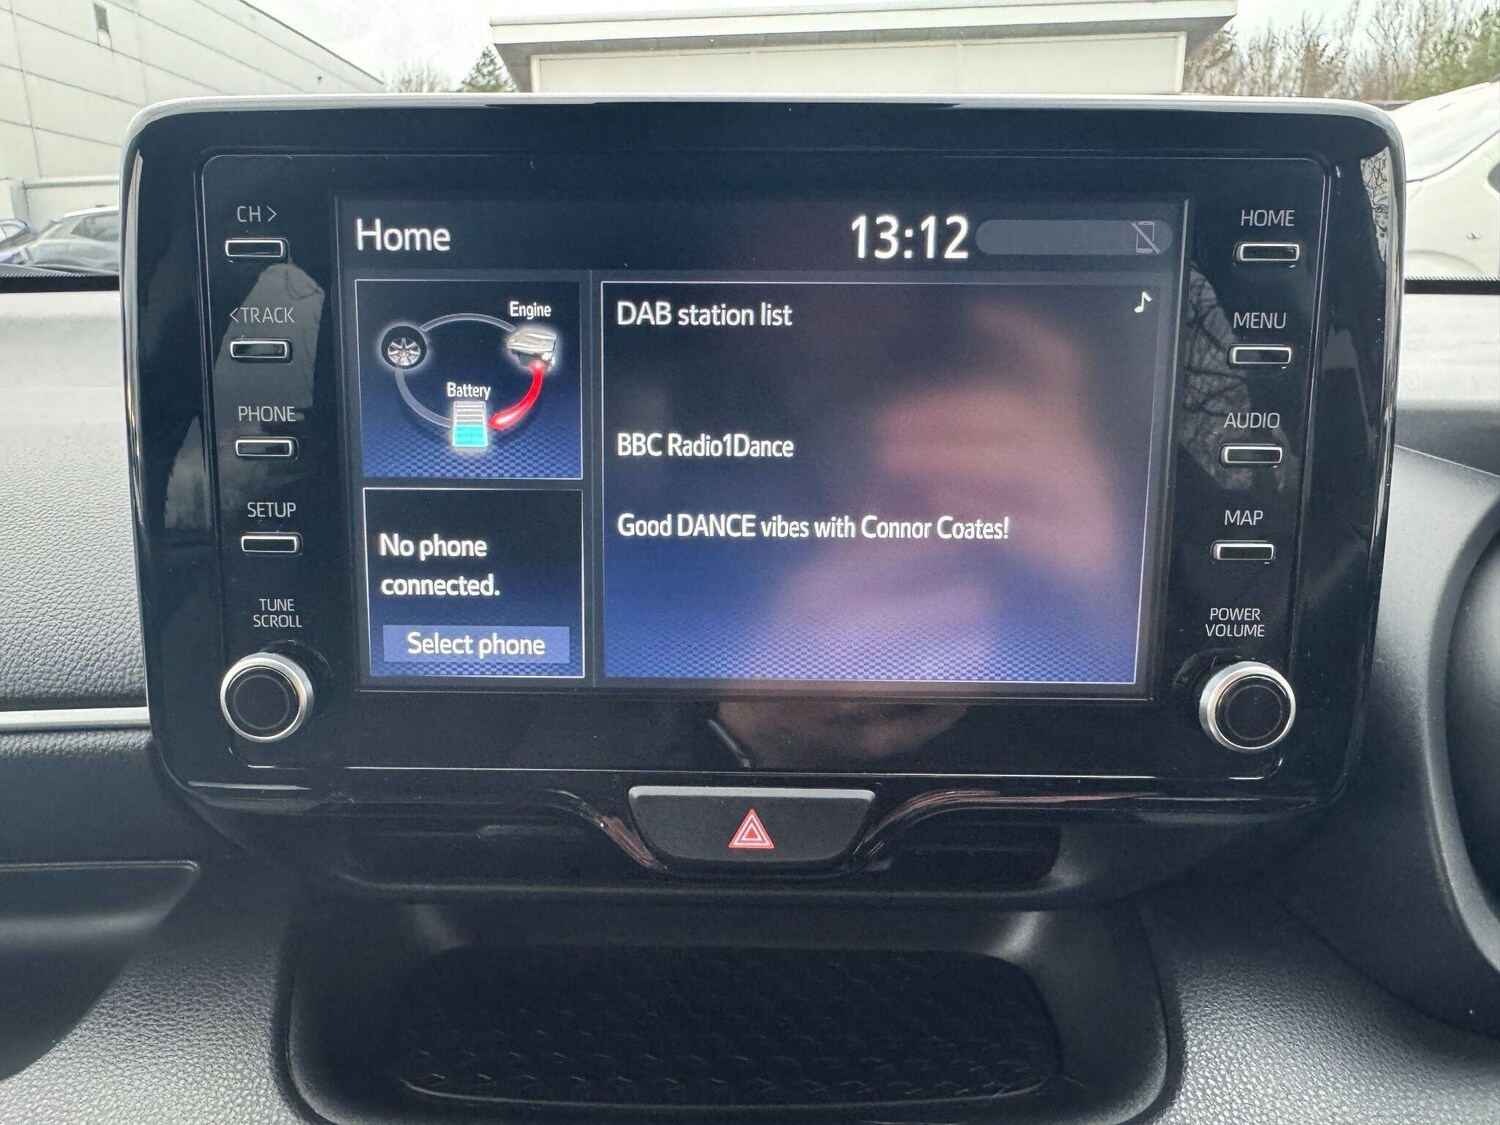 CH >
Home
13:12
HOME
Engine
DAB station list
<TRACK
MENU
Battery
PHONE
AUDIO
BBC Radio1Dance
SETUP
MAP
Good DANCE vibes with Connor Coates!
No phone
connected.
Select phone
TUNE
SCROLL
POWER
VOLUME